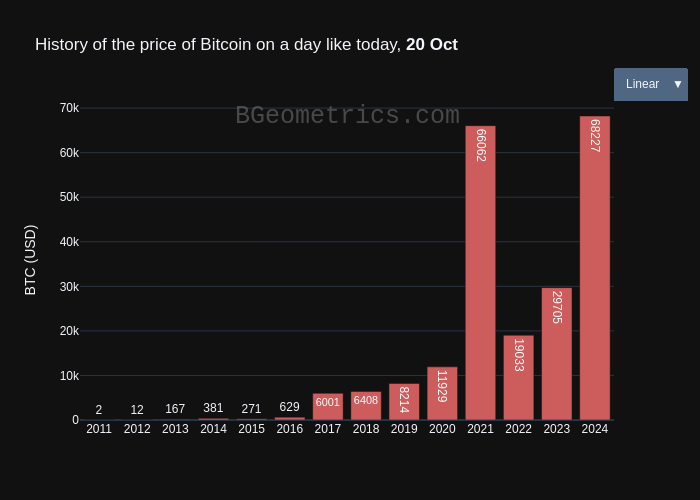 History of the price of Bitcoin on a day like today, 20 Oct
Linear ▼
BGeometrics.com
BTC (USD)
70k
60k
50k
40k
30k
20k
10k
0
2
12
167
381
271
629
6001
6408
8214
11929
66062
19033
29705
68227
2011 2012 2013 2014 2015 2016 2017 2018 2019 2020 2021 2022 2023 2024